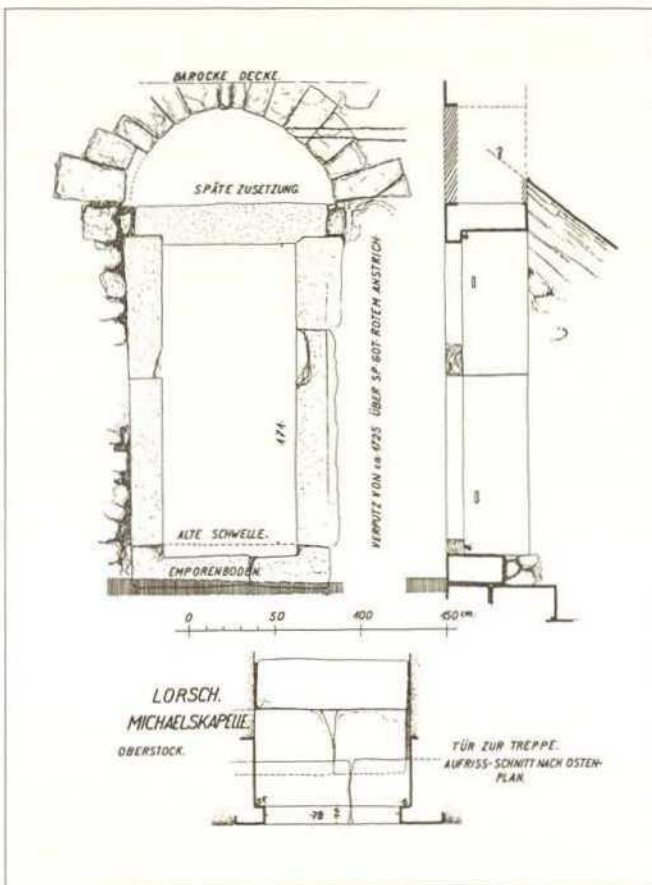 BAROCKE DECKE.
SPÄTE ZUSETZUNG.
VERPUTZ VON ca. 1725 ÜBER SP. GOT. ROTEM ANSTRICH
171.
ALTE SCHWELLE.
EMPORENBODEN.
0 50 100 150 cm.
LORSCH.
MICHAELSKAPELLE.
OBERSTOCK.
TÜR ZUR TREPPE.
AUFRISS-SCHNITT NACH OSTEN-
PLAN.